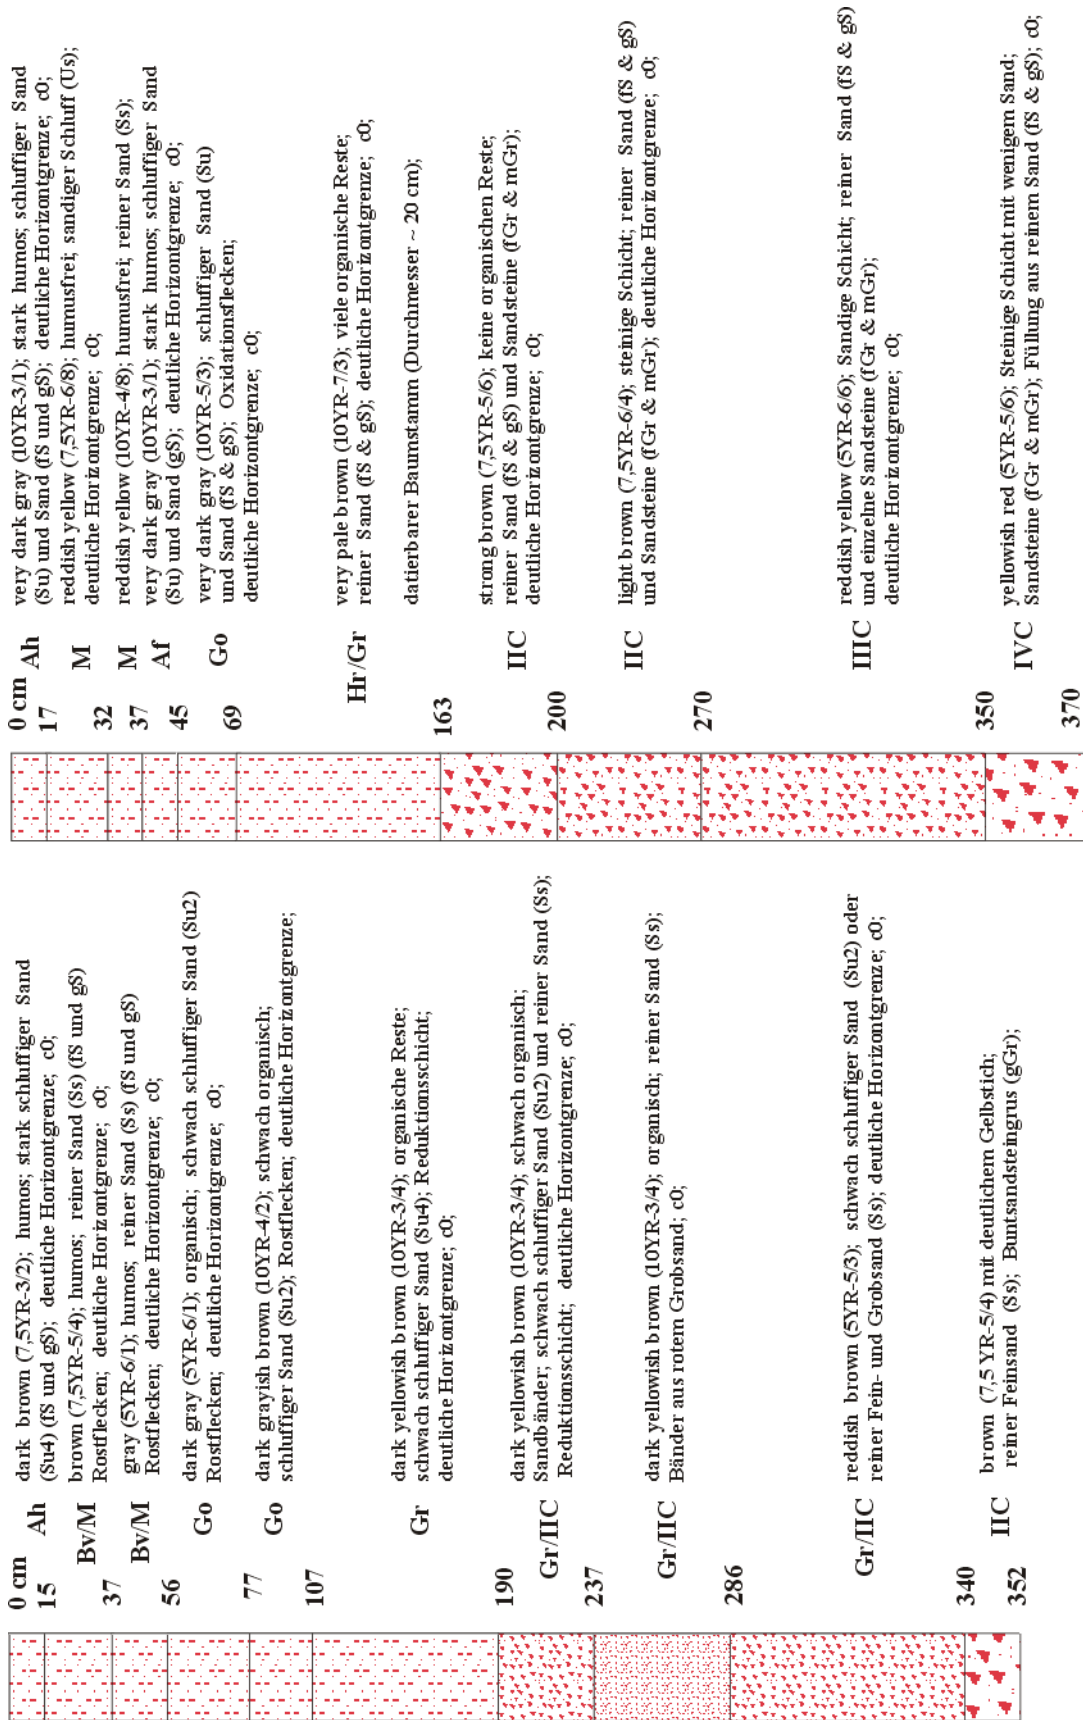 0 cm
Ah
15
dark brown (7,5YR-3/2); humos; stark schluffiger Sand
(Su4) (fS und gS); deutliche Horizontgrenze; c0;
Bv/M
37
brown (7,5YR-5/4); humos; reiner Sand (Ss) (fS und gS)
Rostflecken; deutliche Horizontgrenze; c0;
Bv/M
56
gray (5YR-6/1); humos; reiner Sand (Ss) (fS und gS)
Rostflecken; deutliche Horizontgrenze; c0;
Go
77
dark gray (5YR-6/1); organisch; schwach schluffiger Sand (Su2)
Rostflecken; deutliche Horizontgrenze; c0;
Go
107
dark grayish brown (10YR-4/2); schwach organisch;
schluffiger Sand (Su2); Rostflecken; deutliche Horizontgrenze;
Gr
190
dark yellowish brown (10YR-3/4); organische Reste;
schwach schluffiger Sand (Su4); Reduktionsschicht;
deutliche Horizontgrenze; c0;
Gr/IIC
237
dark yellowish brown (10YR-3/4); schwach organisch;
Sandbänder; schwach schluffiger Sand (Su2) und reiner Sand (Ss);
Reduktionsschicht; deutliche Horizontgrenze; c0;
Gr/IIC
286
dark yellowish brown (10YR-3/4); organisch; reiner Sand (Ss);
Bänder aus rotem Grobsand; c0;
Gr/IIC
340
reddish brown (5YR-5/3); schwach schluffiger Sand (Su2) oder
reiner Fein- und Grobsand (Ss); deutliche Horizontgrenze; c0;
IIC
352
brown (7,5 YR-5/4) mit deutlichem Gelbstich;
reiner Feinsand (Ss); Buntsandsteingrus (gGr);
0 cm
Ah
17
very dark gray (10YR-3/1); stark humos; schluffiger Sand
(Su) und Sand (fS und gS); deutliche Horizontgrenze; c0;
M
32
reddish yellow (7,5YR-6/8); humusfrei; sandiger Schluff (Us);
deutliche Horizontgrenze; c0;
M
37
reddish yellow (10YR-4/8); humusfrei; reiner Sand (Ss);
Af
45
very dark gray (10YR-3/1); stark humos; schluffiger Sand
(Su) und Sand (gS); deutliche Horizontgrenze; c0;
Go
69
very dark gray (10YR-5/3); schluffiger Sand (Su)
und Sand (fS & gS); Oxidationsflecken;
deutliche Horizontgrenze; c0;
Hr/Gr
163
very pale brown (10YR-7/3); viele organische Reste;
reiner Sand (fS & gS); deutliche Horizontgrenze; c0;
datierbarer Baumstamm (Durchmesser ~ 20 cm);
IIC
200
strong brown (7,5YR-5/6); keine organischen Reste;
reiner Sand (fS & gS) und Sandsteine (fGr & mGr);
deutliche Horizontgrenze; c0;
IIC
270
light brown (7,5YR-6/4); steinige Schicht; reiner Sand (fS & gS)
und Sandsteine (fGr & mGr); deutliche Horizontgrenze; c0;
IIIC
350
reddish yellow (5YR-6/6); Sandige Schicht; reiner Sand (fS & gS)
und einzelne Sandsteine (fGr & mGr);
deutliche Horizontgrenze; c0;
IVC
370
yellowish red (5YR-5/6); Steinige Schicht mit wenigem Sand;
Sandsteine (fGr & mGr); Füllung aus reinem Sand (fS & gS); c0;